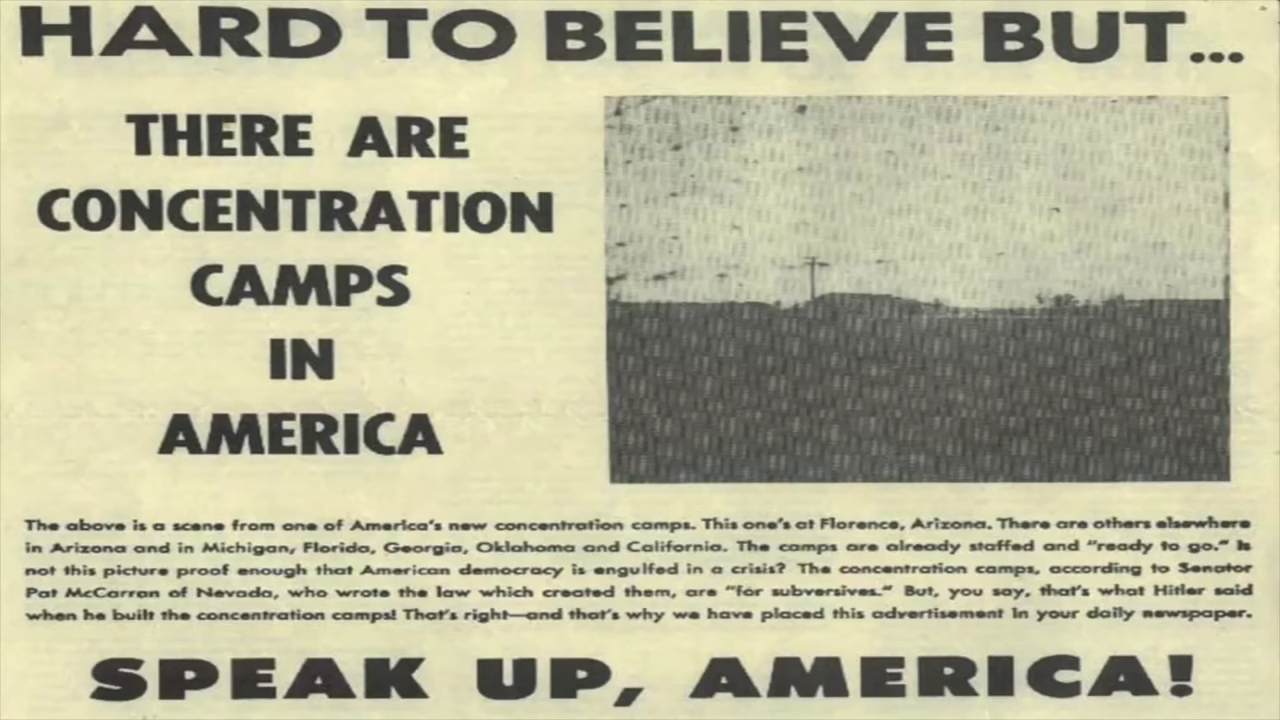 HARD TO BELIEVE BUT...
THERE ARE
CONCENTRATION
CAMPS
IN
AMERICA
The above is a scene from one of America's new concentration camps. This one's at Florence, Arizona. There are others elsewhere
in Arizona and in Michigan, Florida, Georgia, Oklahoma and California. The camps are already staffed and "ready to go." Is
not this picture proof enough that American democracy is engulfed in a crisis? The concentration camps, according to Senator
Pat McCarran of Nevada, who wrote the law which created them, are "for subversives." But, you say, that's what Hitler said
when he built the concentration camps! That's right—and that's why we have placed this advertisement in your daily newspaper.
SPEAK UP, AMERICA!